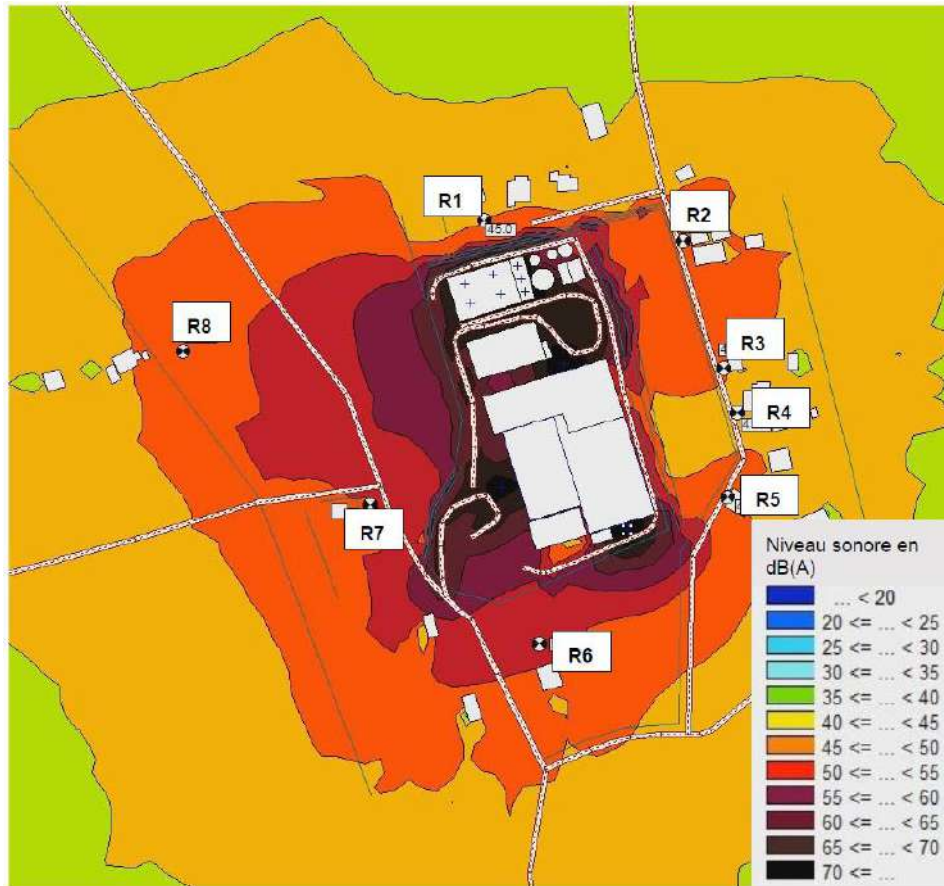 R1
45.0
R2
R8
R3
R4
R5
R7
R6
Niveau sonore en
dB(A)
... < 20
20 <= ... < 25
25 <= ... < 30
30 <= ... < 35
35 <= ... < 40
40 <= ... < 45
45 <= ... < 50
50 <= ... < 55
55 <= ... < 60
60 <= ... < 65
65 <= ... < 70
70 <= ...